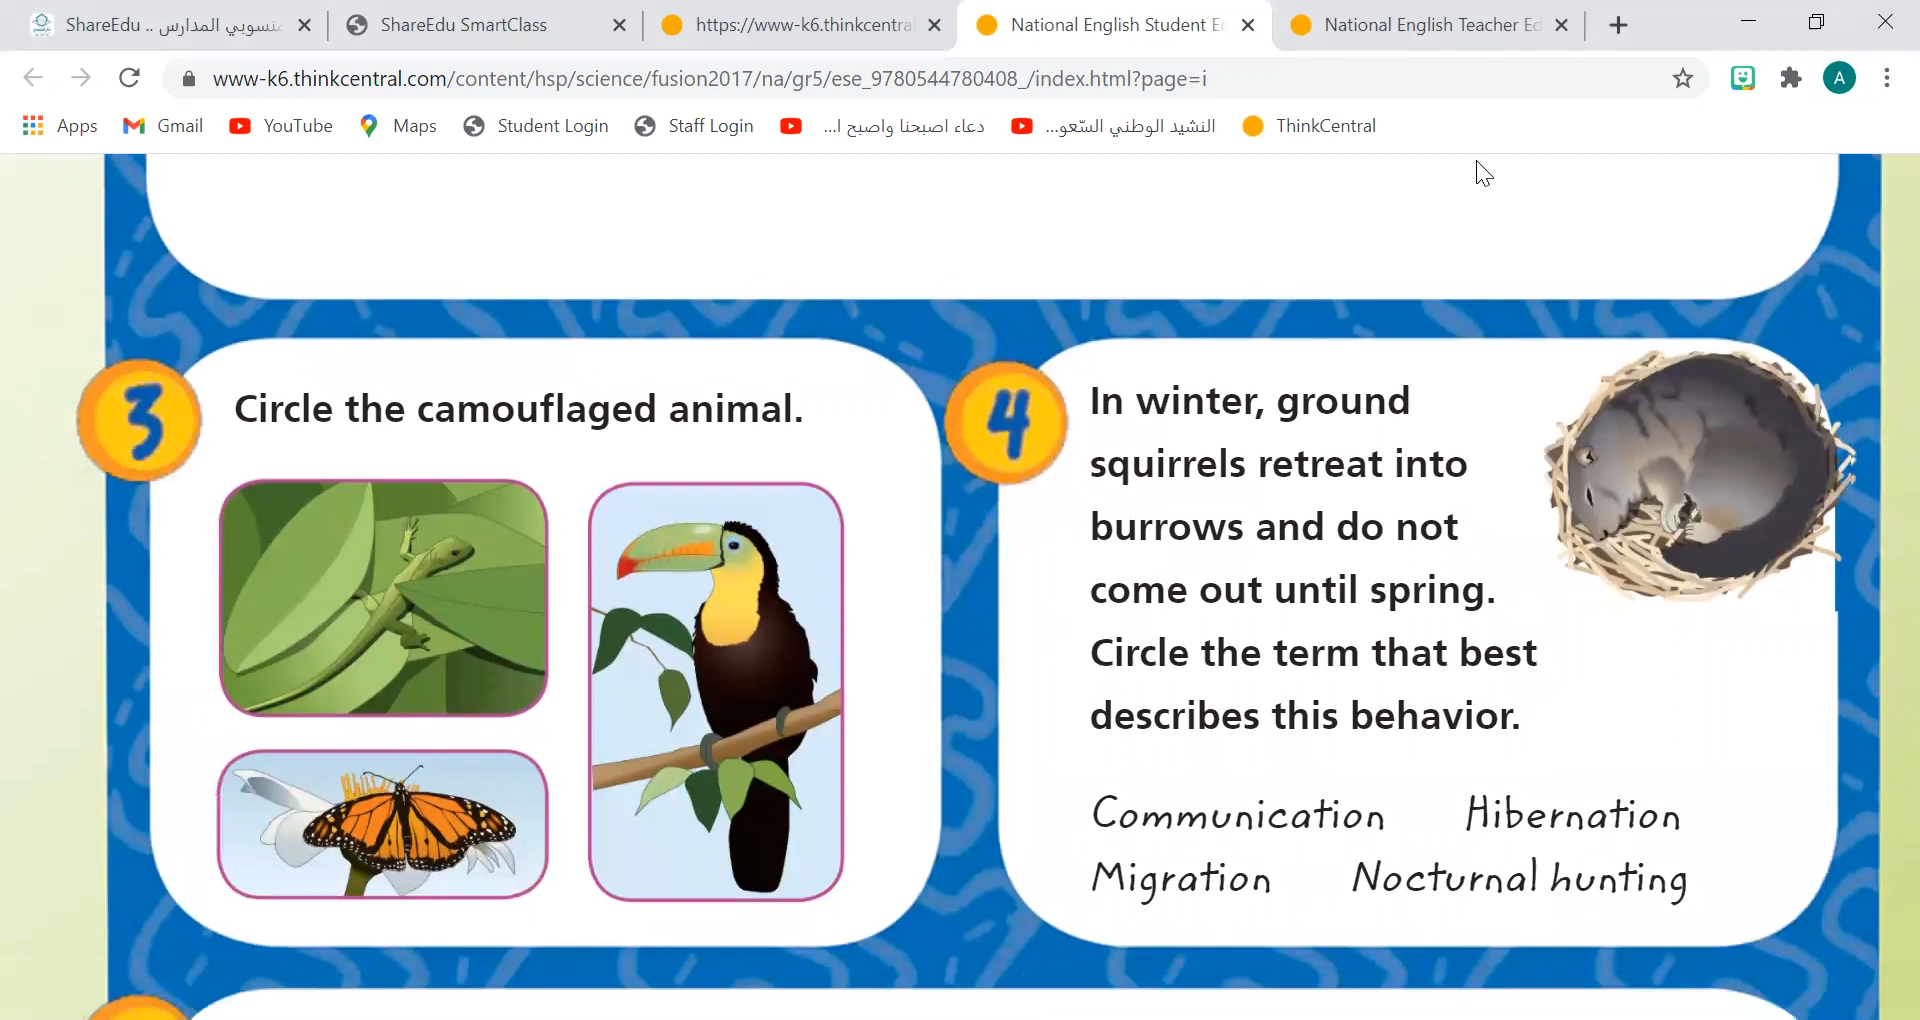 ShareEdu .. منسوبي المدارس
ShareEdu SmartClass
https://www-k6.thinkcentral
National English Student Ed
National English Teacher Ed
www-k6.thinkcentral.com/content/hsp/science/fusion2017/na/gr5/ese_9780544780408_/index.html?page=i
A
Apps
Gmail
YouTube
Maps
Student Login
Staff Login
دعاء اصبحنا واصبح ا...
النشيد الوطني السّعو...
ThinkCentral
3
Circle the camouflaged animal.
4
In winter, ground
squirrels retreat into
burrows and do not
come out until spring.
Circle the term that best
describes this behavior.
Communication Hibernation
Migration Nocturnal hunting